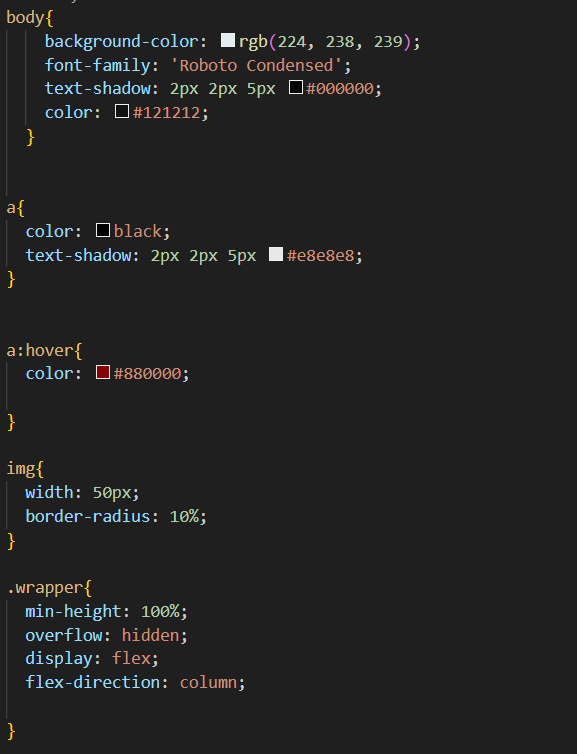 body{
background-color: rgb(224, 238, 239);
font-family: 'Roboto Condensed';
text-shadow: 2px 2px 5px #000000;
color: #121212;
}
a{
color: black;
text-shadow: 2px 2px 5px #e8e8e8;
}
a:hover{
color: #880000;
}
img{
width: 50px;
border-radius: 10%;
}
.wrapper{
min-height: 100%;
overflow: hidden;
display: flex;
flex-direction: column;
}